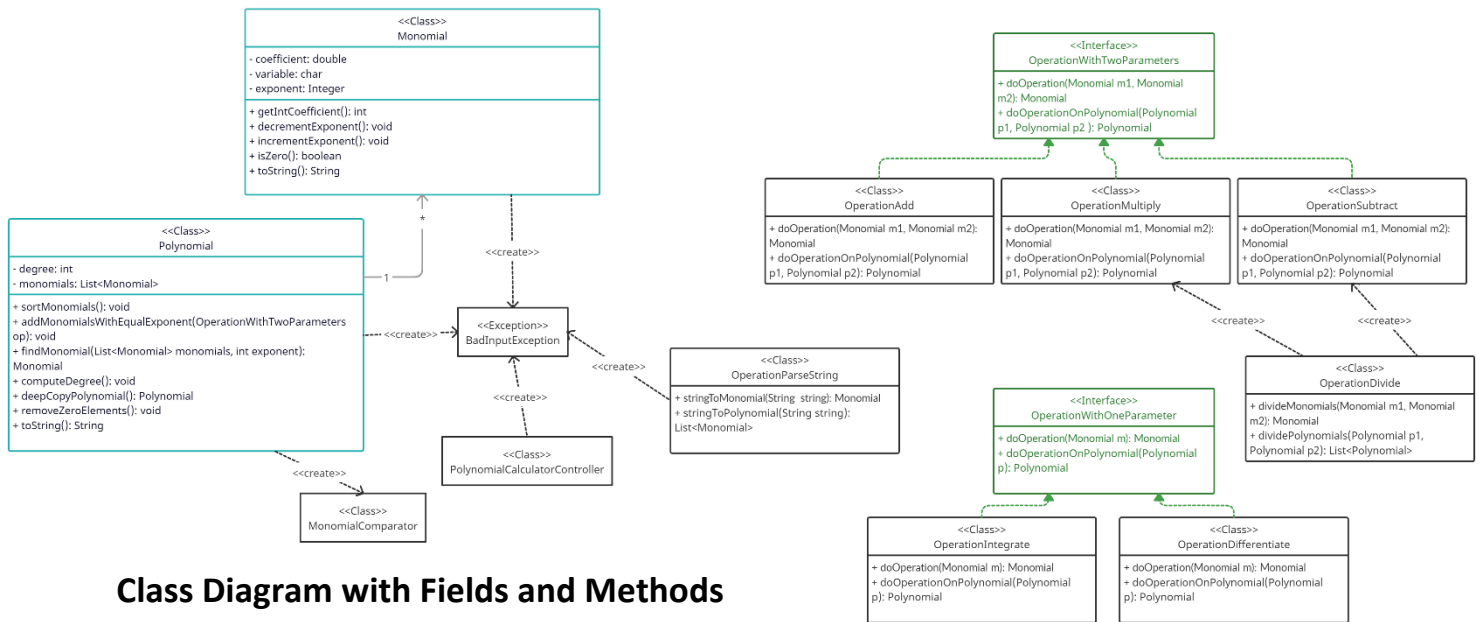 <<Class>>
Monomial
- coefficient: double
- variable: char
- exponent: Integer
+ getIntCoefficient(): int
+ decrementExponent(): void
+ incrementExponent(): void
+ isZero(): boolean
+ toString(): String
<<Class>>
Polynomial
- degree: int
- monomials: List<Monomial>
+ sortMonomials(): void
+ addMonomialsWithEqualExponent(OperationWithTwoParameters
op): void
+ findMonomial(List<Monomial> monomials, int exponent):
Monomial
+ computeDegree(): void
+ deepCopyPolynomial(): Polynomial
+ removeZeroElements(): void
+ toString(): String
*
1
<<create>>
<<create>>
<<Exception>>
BadInputException
<<create>>
<<create>>
<<Class>>
PolynomialCalculatorController
<<create>>
<<Class>>
MonomialComparator
<<Class>>
OperationParseString
+ stringToMonomial(String string): Monomial
+ stringToPolynomial(String string):
List<Monomial>
<<Interface>>
OperationWithTwoParameters
+ doOperation(Monomial m1, Monomial
m2): Monomial
+ doOperationOnPolynomial(Polynomial
p1, Polynomial p2 ): Polynomial
<<Class>>
OperationAdd
+ doOperation(Monomial m1, Monomial m2):
Monomial
+ doOperationOnPolynomial(Polynomial
p1, Polynomial p2): Polynomial
<<Class>>
OperationMultiply
+ doOperation(Monomial m1, Monomial m2):
Monomial
+ doOperationOnPolynomial(Polynomial
p1, Polynomial p2): Polynomial
<<Class>>
OperationSubtract
+ doOperation(Monomial m1, Monomial m2):
Monomial
+ doOperationOnPolynomial(Polynomial
p1, Polynomial p2): Polynomial
<<create>>
<<create>>
<<Class>>
OperationDivide
+ divideMonomials(Monomial m1, Monomial
m2): Monomial
+ dividePolynomials(Polynomial p1,
Polynomial p2): List<Polynomial>
<<Interface>>
OperationWithOneParameter
+ doOperation(Monomial m): Monomial
+ doOperationOnPolynomial(Polynomial
p): Polynomial
<<Class>>
OperationIntegrate
+ doOperation(Monomial m): Monomial
+ doOperationOnPolynomial(Polynomial
p): Polynomial
<<Class>>
OperationDifferentiate
+ doOperation(Monomial m): Monomial
+ doOperationOnPolynomial(Polynomial
p): Polynomial
Class Diagram with Fields and Methods